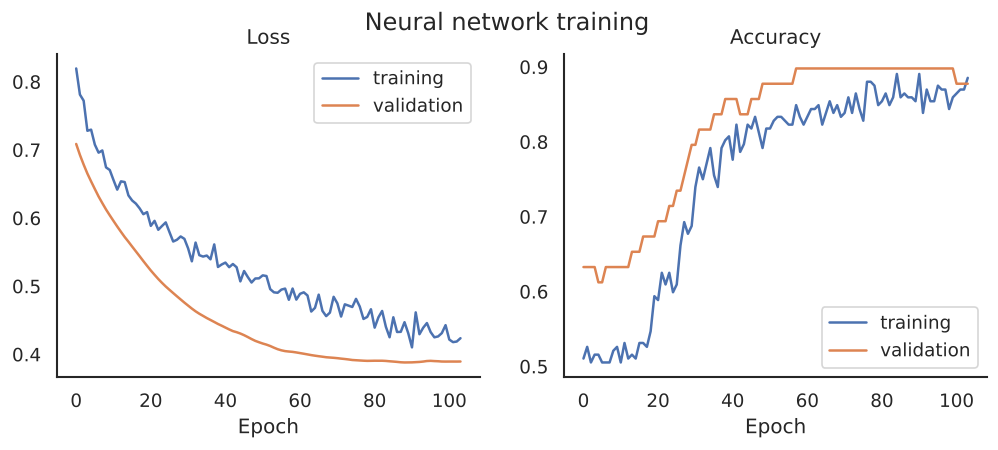 Neural network training
Loss
Accuracy
training
validation
0.8
0.7
0.6
0.5
0.4
0 20 40 60 80 100
Epoch
0.9
0.8
0.7
0.6
0.5
training
validation
0 20 40 60 80 100
Epoch